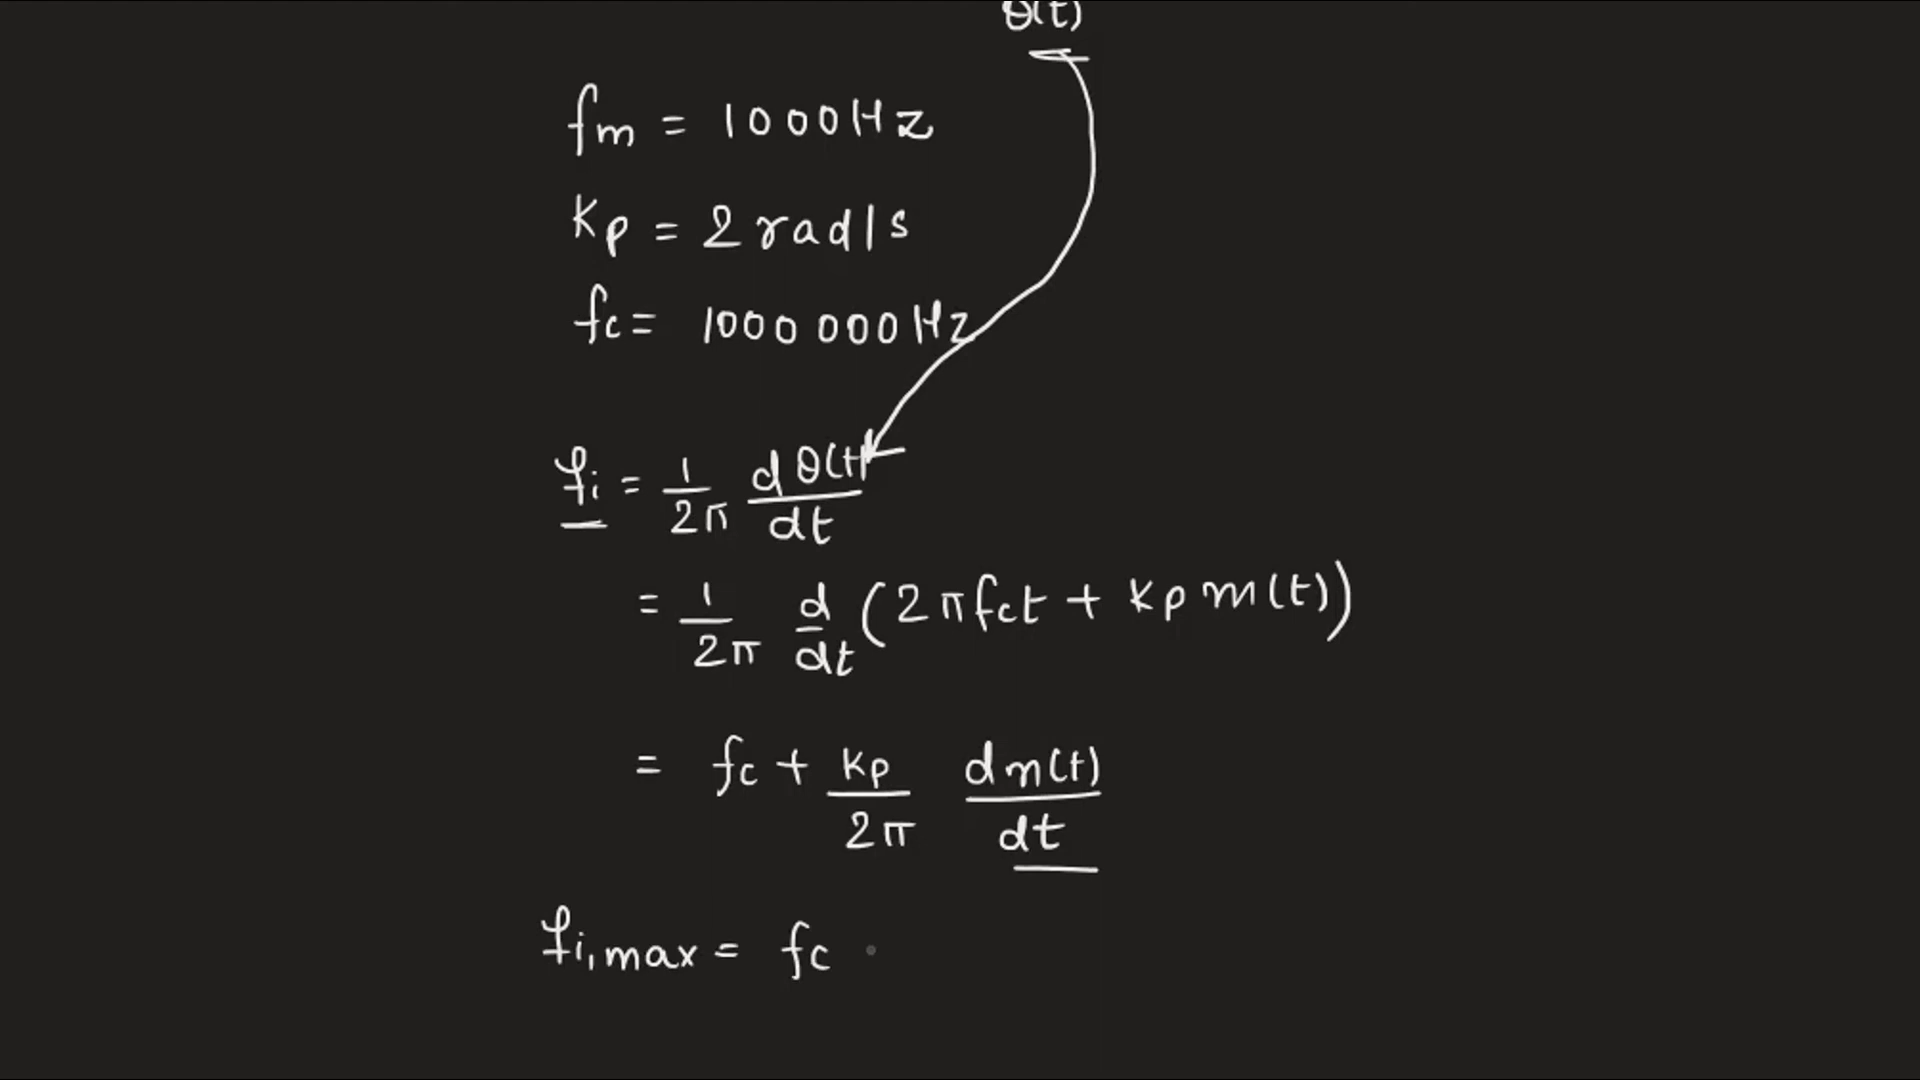 θ(t)
fm = 1000Hz
Kp = 2 rad/s
fc = 1000 000Hz
fi = 1/2π dθ(t)/dt
= 1/2π d/dt (2πfct + kp m(t))
= fc + kp/2π dm(t)/dt
fi,max = fc